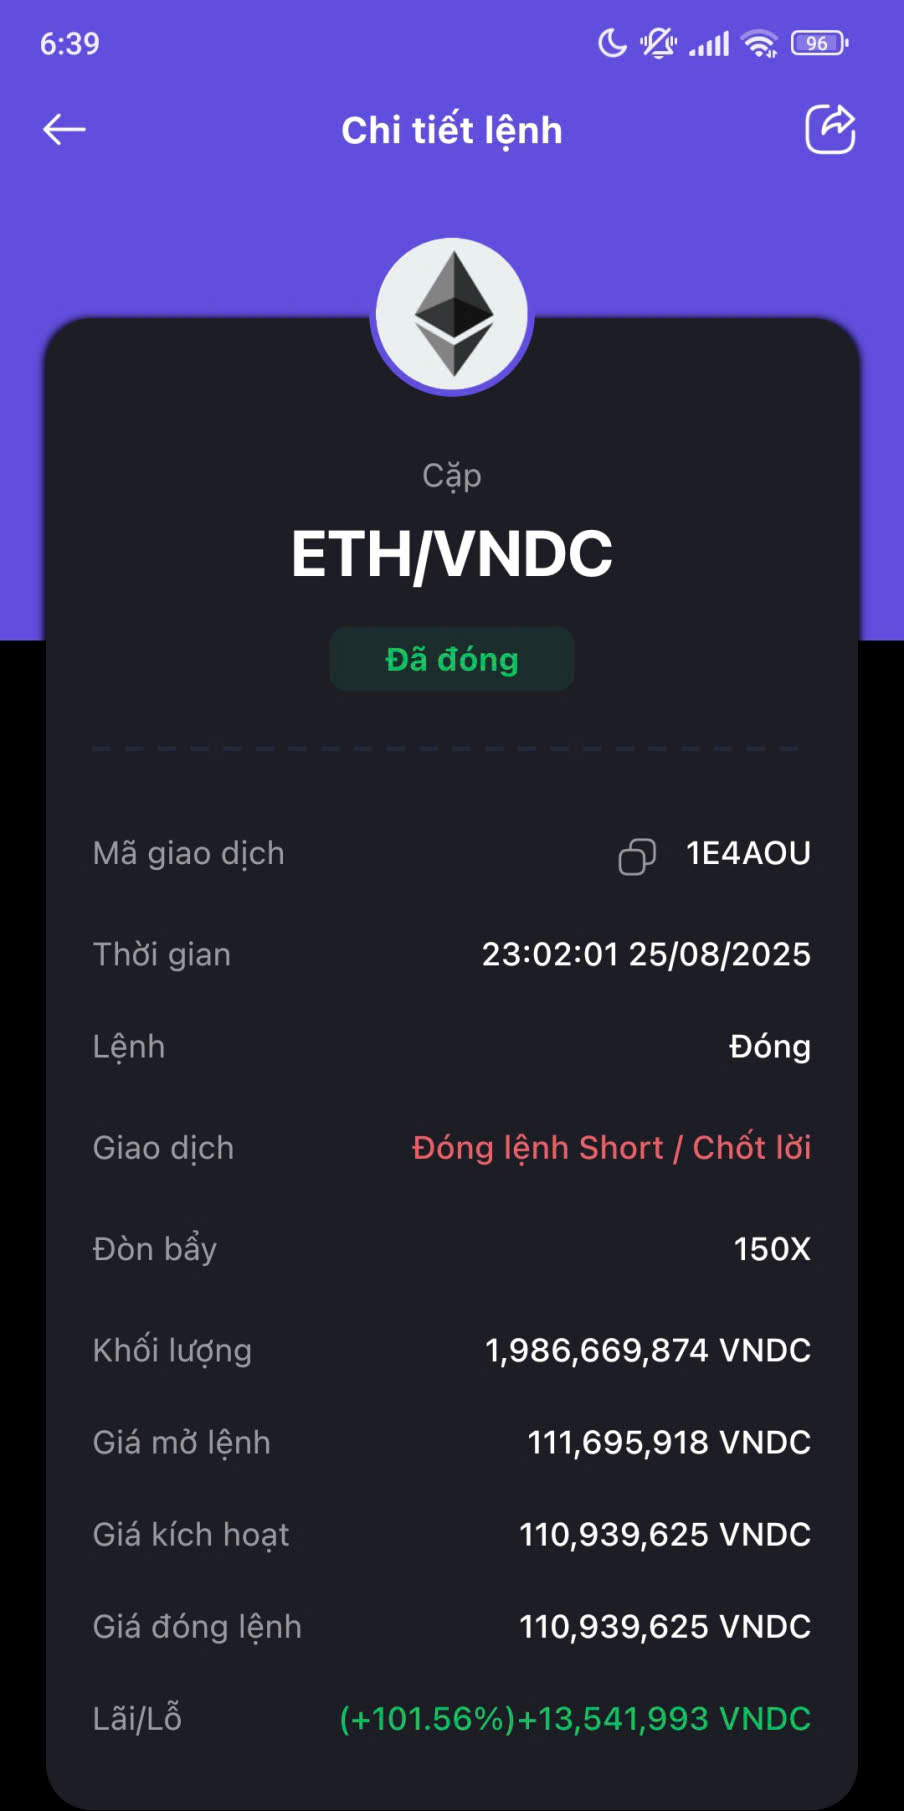 6:39
96
Chi tiết lệnh
Cặp
ETH/VNDC
Đã đóng
Mã giao dịch 1E4AOU
Thời gian 23:02:01 25/08/2025
Lệnh Đóng
Giao dịch Đóng lệnh Short / Chốt lời
Đòn bẩy 150X
Khối lượng 1,986,669,874 VNDC
Giá mở lệnh 111,695,918 VNDC
Giá kích hoạt 110,939,625 VNDC
Giá đóng lệnh 110,939,625 VNDC
Lãi/Lỗ (+101.56%)+13,541,993 VNDC